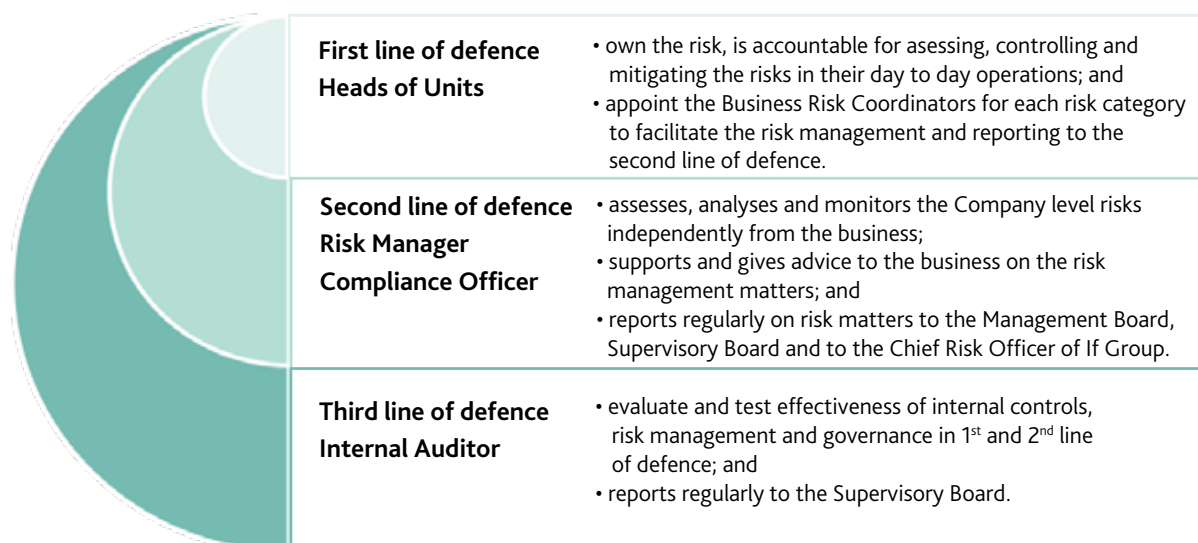 First line of defence
Heads of Units
• own the risk, is accountable for asessing, controlling and
mitigating the risks in their day to day operations; and
• appoint the Business Risk Coordinators for each risk category
to facilitate the risk management and reporting to the
second line of defence.
Second line of defence
Risk Manager
Compliance Officer
• assesses, analyses and monitors the Company level risks
independently from the business;
• supports and gives advice to the business on the risk
management matters; and
• reports regularly on risk matters to the Management Board,
Supervisory Board and to the Chief Risk Officer of If Group.
Third line of defence
Internal Auditor
• evaluate and test effectiveness of internal controls,
risk management and governance in 1st and 2nd line
of defence; and
• reports regularly to the Supervisory Board.